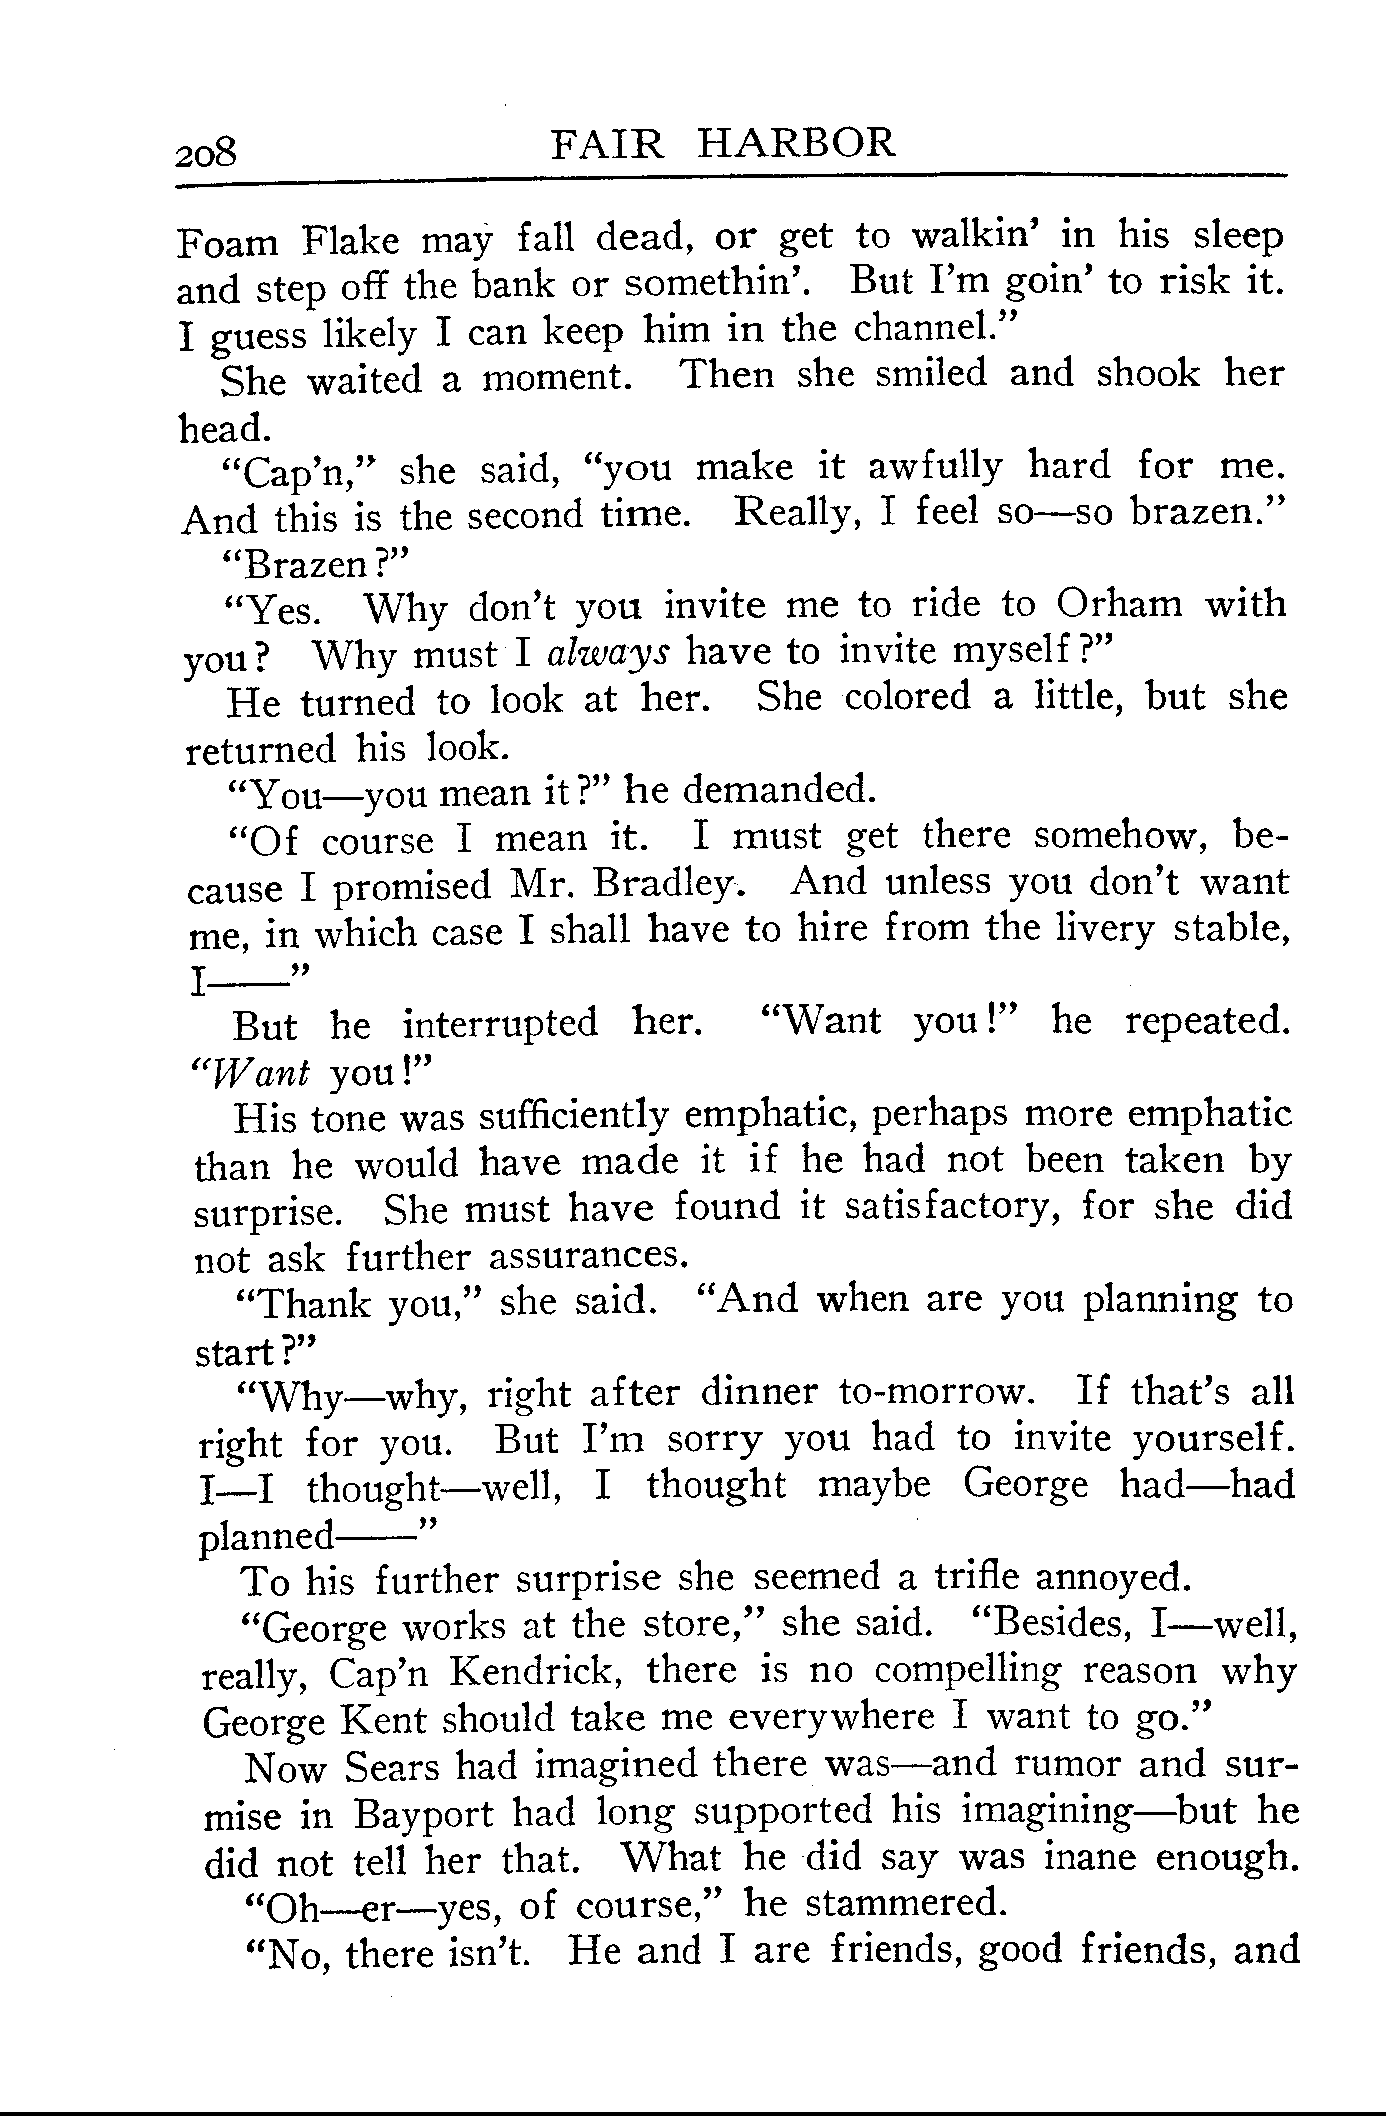 208 FAIR HARBOR
Foam Flake may fall dead, or get to walkin’ in his sleep
and step off the bank or somethin’. But I’m goin’ to risk it.
I guess likely I can keep him in the channel.”
She waited a moment. Then she smiled and shook her
head.
“Cap’n,” she said, “you make it awfully hard for me.
And this is the second time. Really, I feel so—so brazen.”
“Brazen?”
“Yes. Why don’t you invite me to ride to Orham with
you? Why must I always have to invite myself?”
He turned to look at her. She colored a little, but she
returned his look.
“You—you mean it?” he demanded.
“Of course I mean it. I must get there somehow, be-
cause I promised Mr. Bradley. And unless you don’t want
me, in which case I shall have to hire from the livery stable,
I——”
But he interrupted her. “Want you!” he repeated.
“Want you!”
His tone was sufficiently emphatic, perhaps more emphatic
than he would have made it if he had not been taken by
surprise. She must have found it satisfactory, for she did
not ask further assurances.
“Thank you,” she said. “And when are you planning to
start?”
“Why—why, right after dinner to-morrow. If that’s all
right for you. But I’m sorry you had to invite yourself.
I—I thought—well, I thought maybe George had—had
planned——”
To his further surprise she seemed a trifle annoyed.
“George works at the store,” she said. “Besides, I—well,
really, Cap’n Kendrick, there is no compelling reason why
George Kent should take me everywhere I want to go.”
Now Sears had imagined there was—and rumor and sur-
mise in Bayport had long supported his imagining—but he
did not tell her that. What he did say was inane enough.
“Oh—er—yes, of course,” he stammered.
“No, there isn’t. He and I are friends, good friends, and